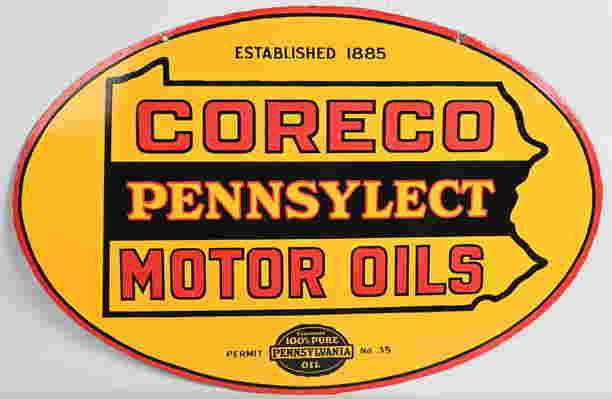 ESTABLISHED 1885
CORECO
PENNSYLECT
MOTOR OILS
100% PURE
PERMIT PENNSYLVANIA No. 35
OIL